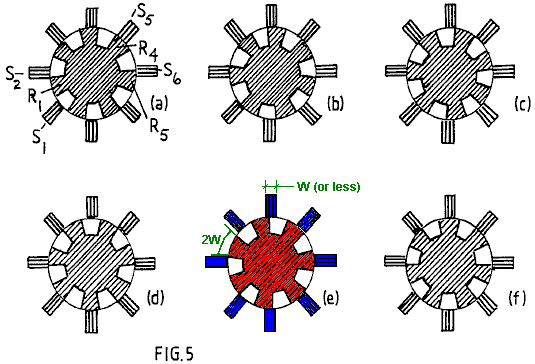 S5
R4
S2
S6
R1
(a)
S1
R5
(b)
(c)
W (or less)
2W
(d)
(e)
(f)
FIG.5